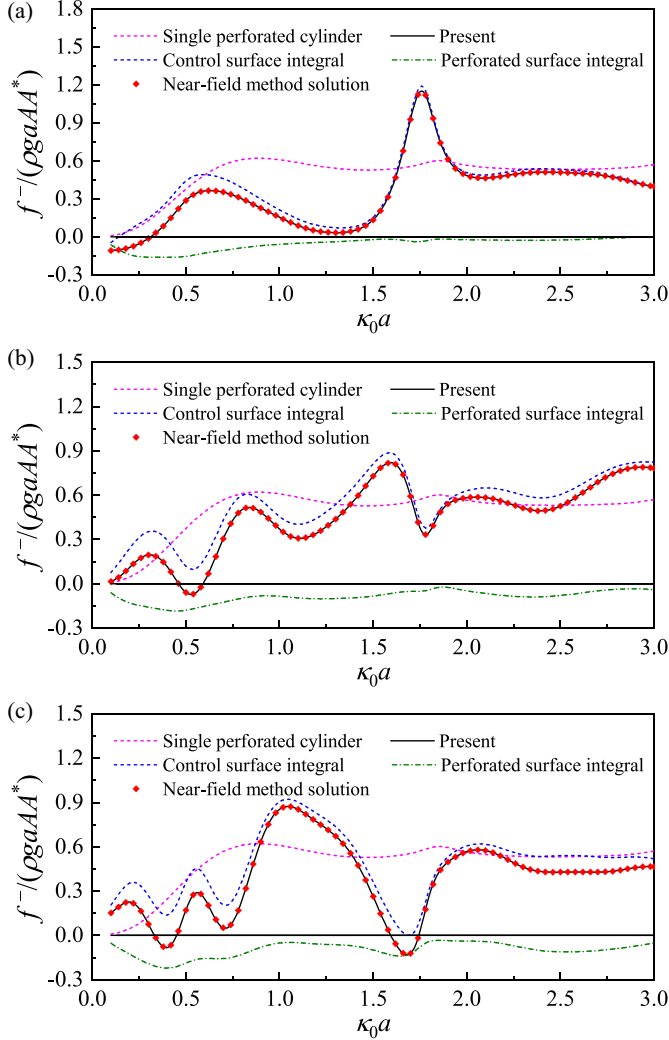 (a)
1.8
1.5
1.2
0.9
0.6
0.3
0.0
-0.3
f⁻/(ρgaAA*)
Single perforated cylinder Present
Control surface integral Perforated surface integral
Near-field method solution
0.0 0.5 1.0 1.5 2.0 2.5 3.0
κ₀a
(b)
1.5
1.2
0.9
0.6
0.3
0.0
-0.3
f⁻/(ρgaAA*)
Single perforated cylinder Present
Control surface integral Perforated surface integral
Near-field method solution
0.0 0.5 1.0 1.5 2.0 2.5 3.0
κ₀a
(c)
1.5
1.2
0.9
0.6
0.3
0.0
-0.3
f⁻/(ρgaAA*)
Single perforated cylinder Present
Control surface integral Perforated surface integral
Near-field method solution
0.0 0.5 1.0 1.5 2.0 2.5 3.0
κ₀a